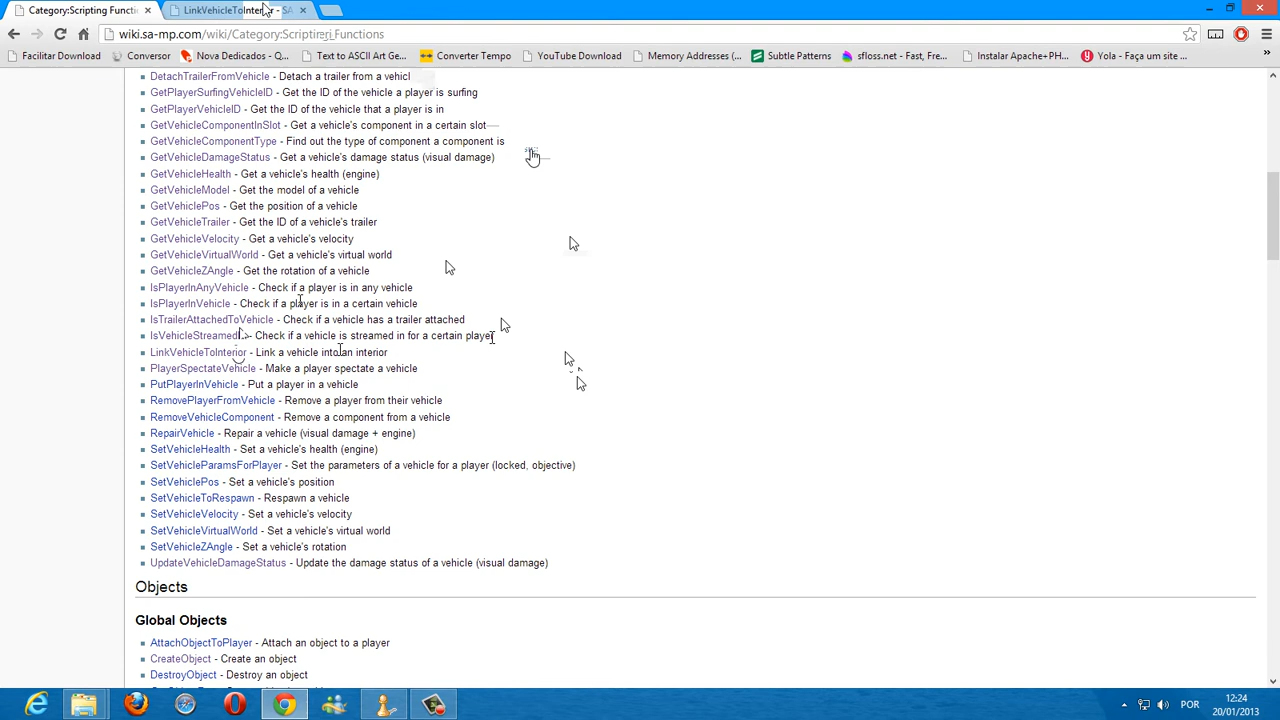 Category:Scripting Functi
LinkVehicleToInterior - SA
wiki.sa-mp.com/wiki/Category:Scripting_Functions
Facilitar Download
Conversor
Nova Dedicados - Q...
Text to ASCII Art Ge...
Converter Tempo
YouTube Download
Memory Addresses (...
Subtle Patterns
sfloss.net - Fast, Free...
Instalar Apache+PH...
Yola - Faça um site ...
DetachTrailerFromVehicle - Detach a trailer from a vehicl
GetPlayerSurfingVehicleID - Get the ID of the vehicle a player is surfing
GetPlayerVehicleID - Get the ID of the vehicle that a player is in
GetVehicleComponentInSlot - Get a vehicle's component in a certain slot
GetVehicleComponentType - Find out the type of component a component is
GetVehicleDamageStatus - Get a vehicle's damage status (visual damage)
GetVehicleHealth - Get a vehicle's health (engine)
GetVehicleModel - Get the model of a vehicle
GetVehiclePos - Get the position of a vehicle
GetVehicleTrailer - Get the ID of a vehicle's trailer
GetVehicleVelocity - Get a vehicle's velocity
GetVehicleVirtualWorld - Get a vehicle's virtual world
GetVehicleZAngle - Get the rotation of a vehicle
IsPlayerInAnyVehicle - Check if a player is in any vehicle
IsPlayerInVehicle - Check if a player is in a certain vehicle
IsTrailerAttachedToVehicle - Check if a vehicle has a trailer attached
IsVehicleStreamedIn - Check if a vehicle is streamed in for a certain player
LinkVehicleToInterior - Link a vehicle into an interior
PlayerSpectateVehicle - Make a player spectate a vehicle
PutPlayerInVehicle - Put a player in a vehicle
RemovePlayerFromVehicle - Remove a player from their vehicle
RemoveVehicleComponent - Remove a component from a vehicle
RepairVehicle - Repair a vehicle (visual damage + engine)
SetVehicleHealth - Set a vehicle's health (engine)
SetVehicleParamsForPlayer - Set the parameters of a vehicle for a player (locked, objective)
SetVehiclePos - Set a vehicle's position
SetVehicleToRespawn - Respawn a vehicle
SetVehicleVelocity - Set a vehicle's velocity
SetVehicleVirtualWorld - Set a vehicle's virtual world
SetVehicleZAngle - Set a vehicle's rotation
UpdateVehicleDamageStatus - Update the damage status of a vehicle (visual damage)
Objects
Global Objects
AttachObjectToPlayer - Attach an object to a player
CreateObject - Create an object
DestroyObject - Destroy an object
POR
12:24
20/01/2013